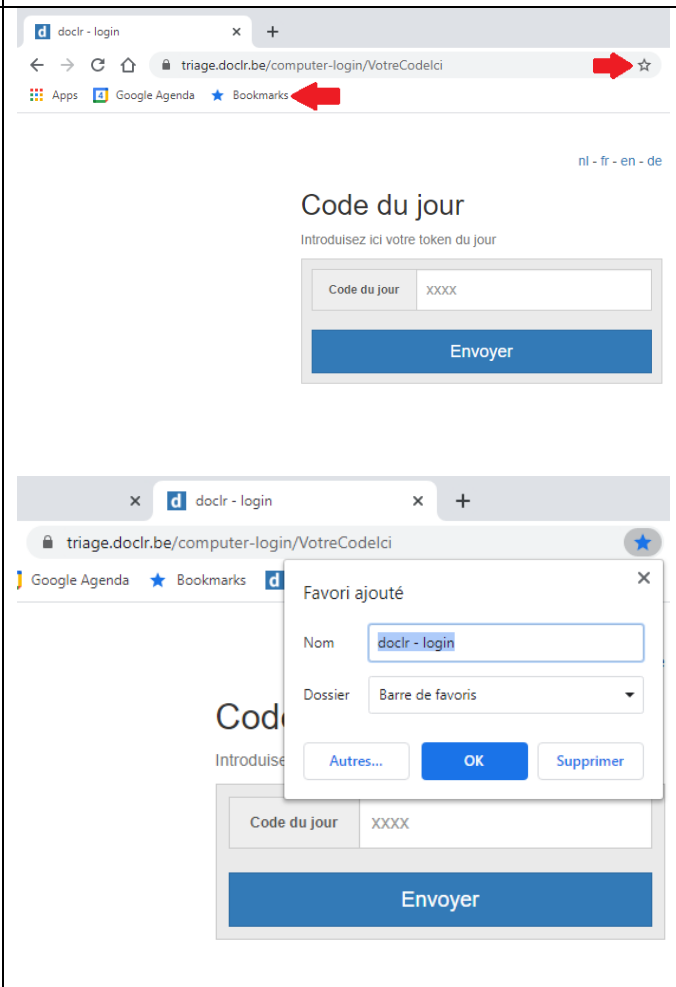 d doclr - login
triage.doclr.be/computer-login/VotreCodeIci
Apps 4 Google Agenda Bookmarks
nl - fr - en - de
Code du jour
Introduisez ici votre token du jour
Code du jour xxxx
Envoyer
d doclr - login
triage.doclr.be/computer-login/VotreCodeIci
Google Agenda Bookmarks d
Favori ajouté
Nom doclr - login
Dossier Barre de favoris
Cod
Introduise
Autres... OK Supprimer
Code du jour xxxx
Envoyer